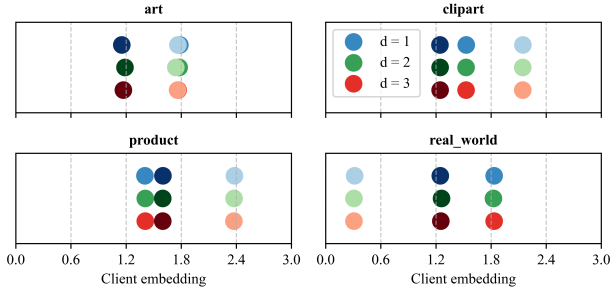 art
clipart
d = 1
d = 2
d = 3
product
real_world
0.0 0.6 1.2 1.8 2.4 3.0
0.0 0.6 1.2 1.8 2.4 3.0
Client embedding
Client embedding